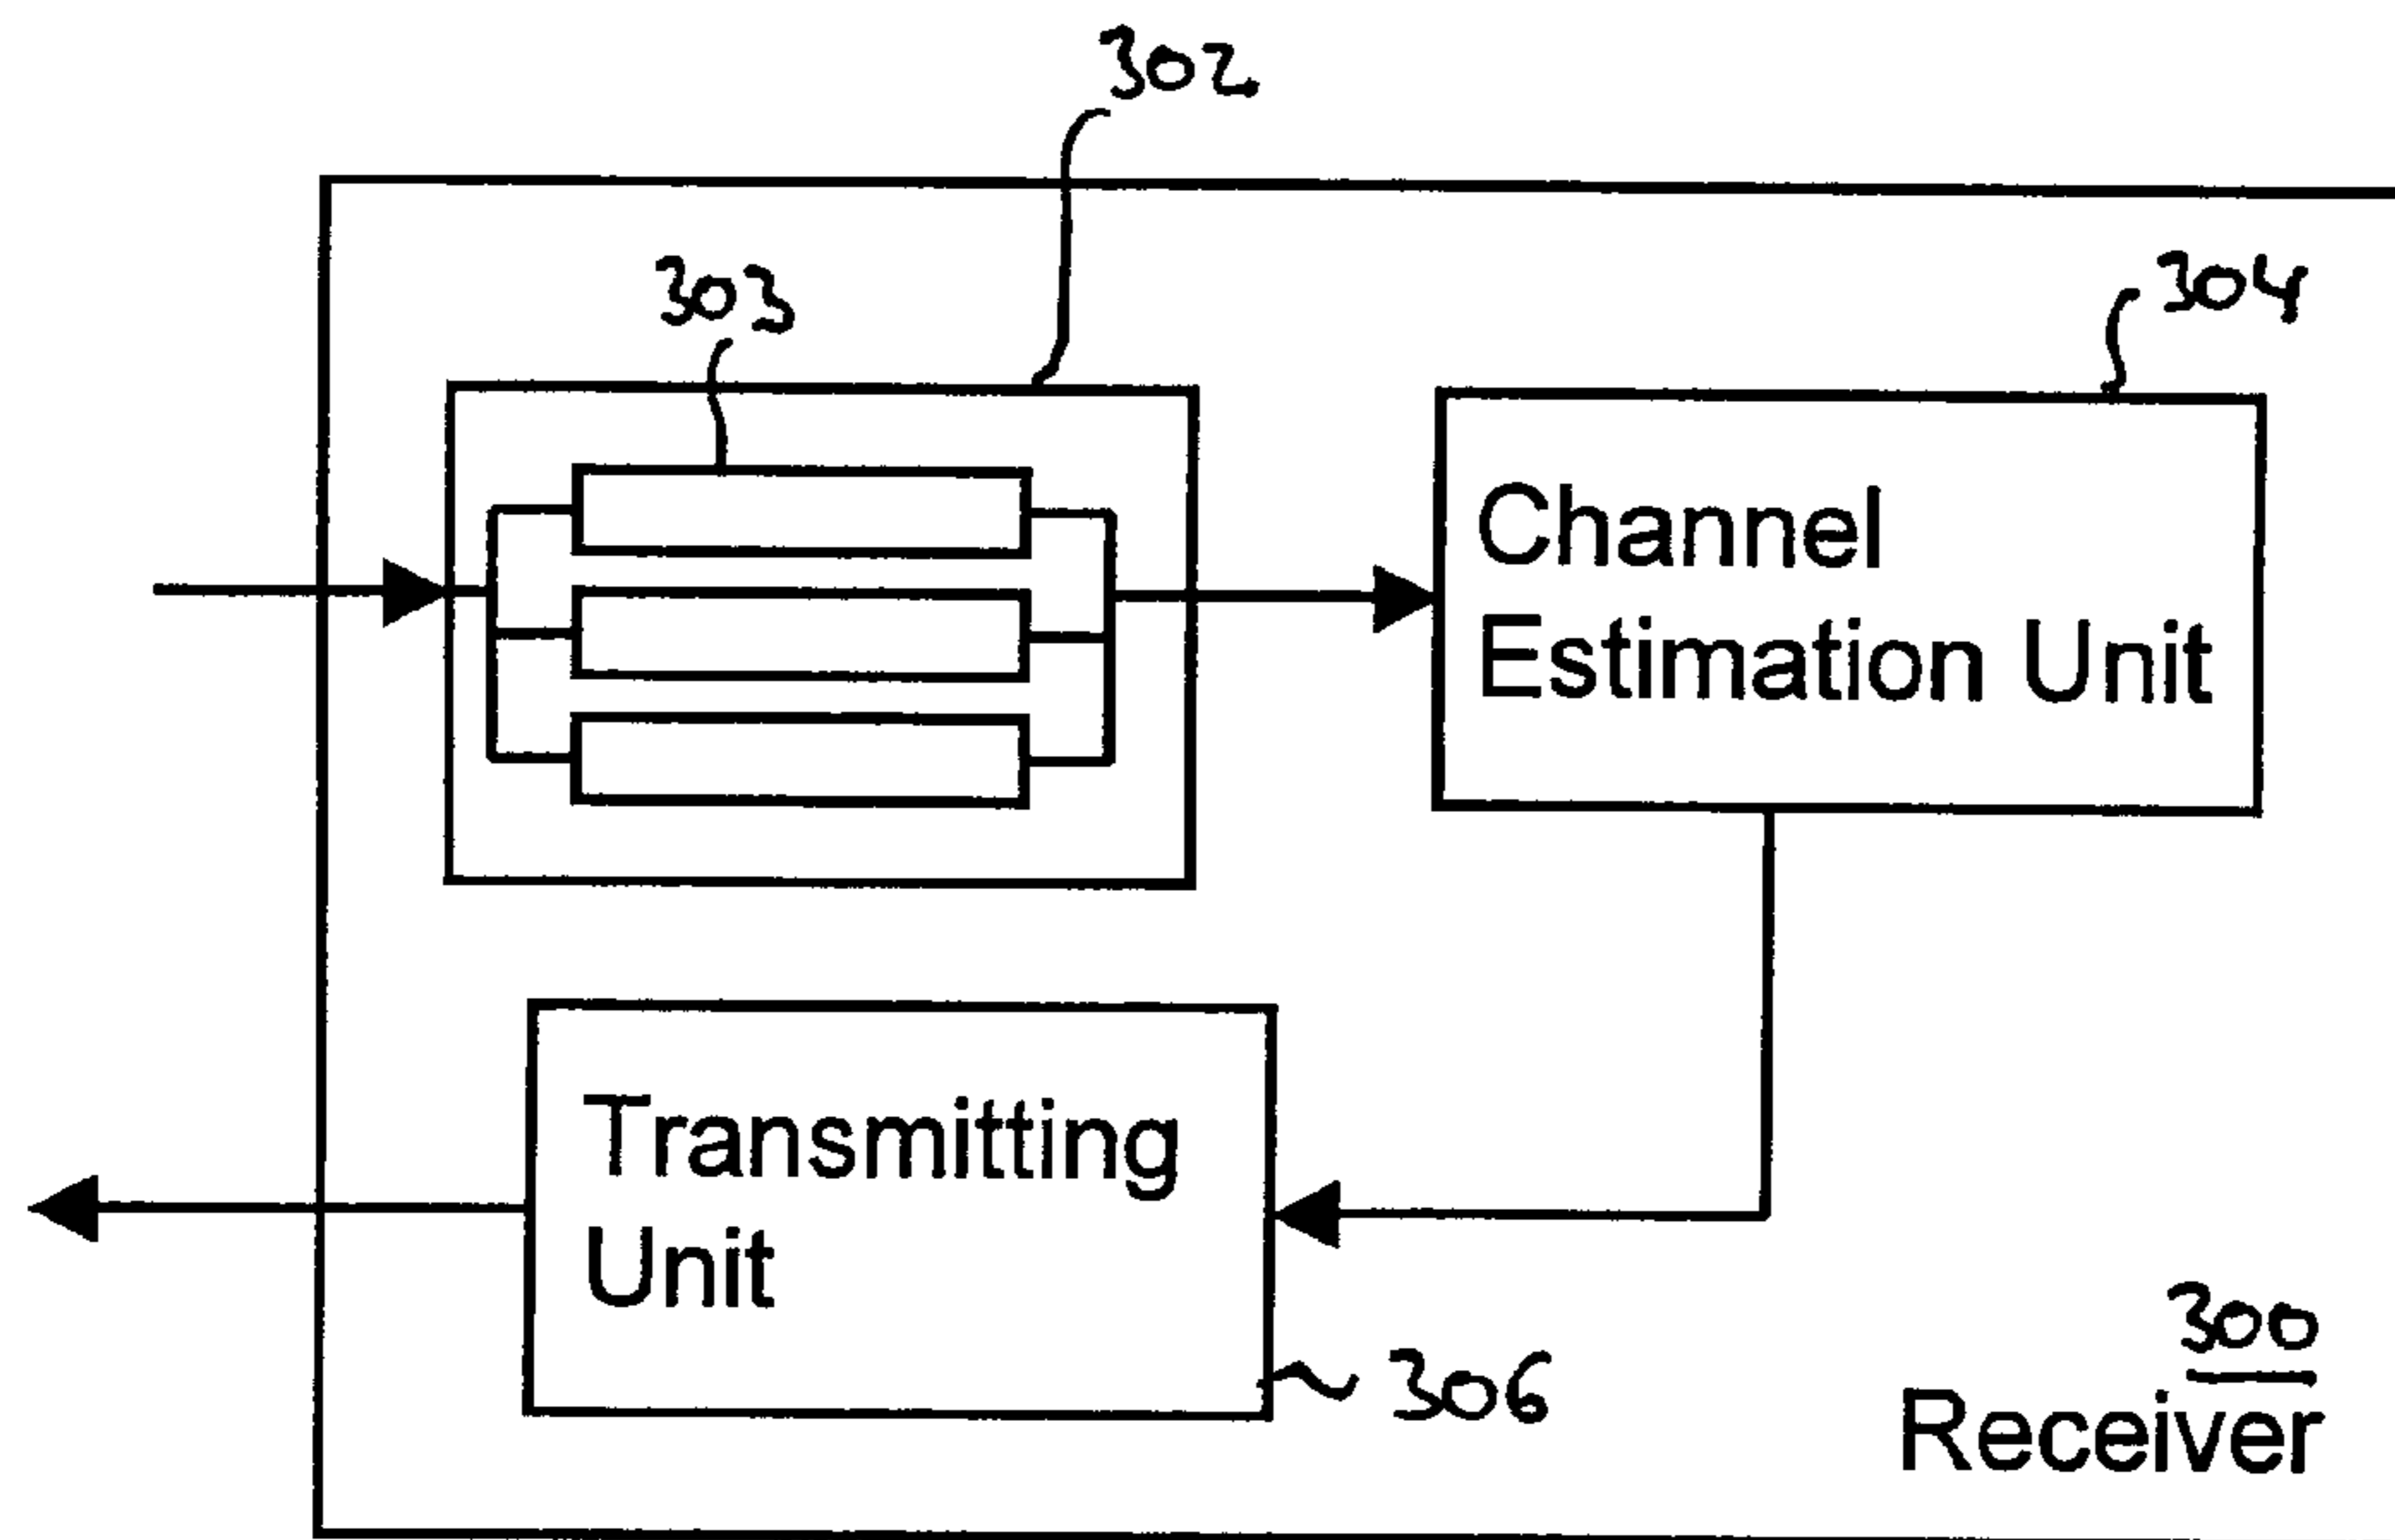 302
303
304
Channel
Estimation Unit
Transmitting
Unit
306
300
Receiver